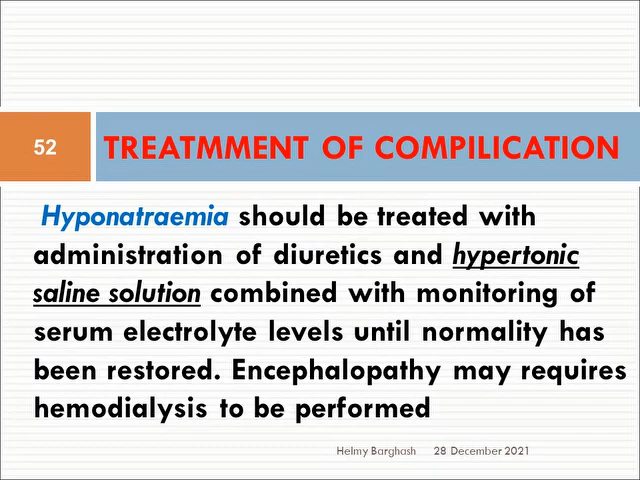 52
TREATMMENT OF COMPILICATION
Hyponatraemia should be treated with
administration of diuretics and hypertonic
saline solution combined with monitoring of
serum electrolyte levels until normality has
been restored. Encephalopathy may requires
hemodialysis to be performed
Helmy Barghash 28 December 2021